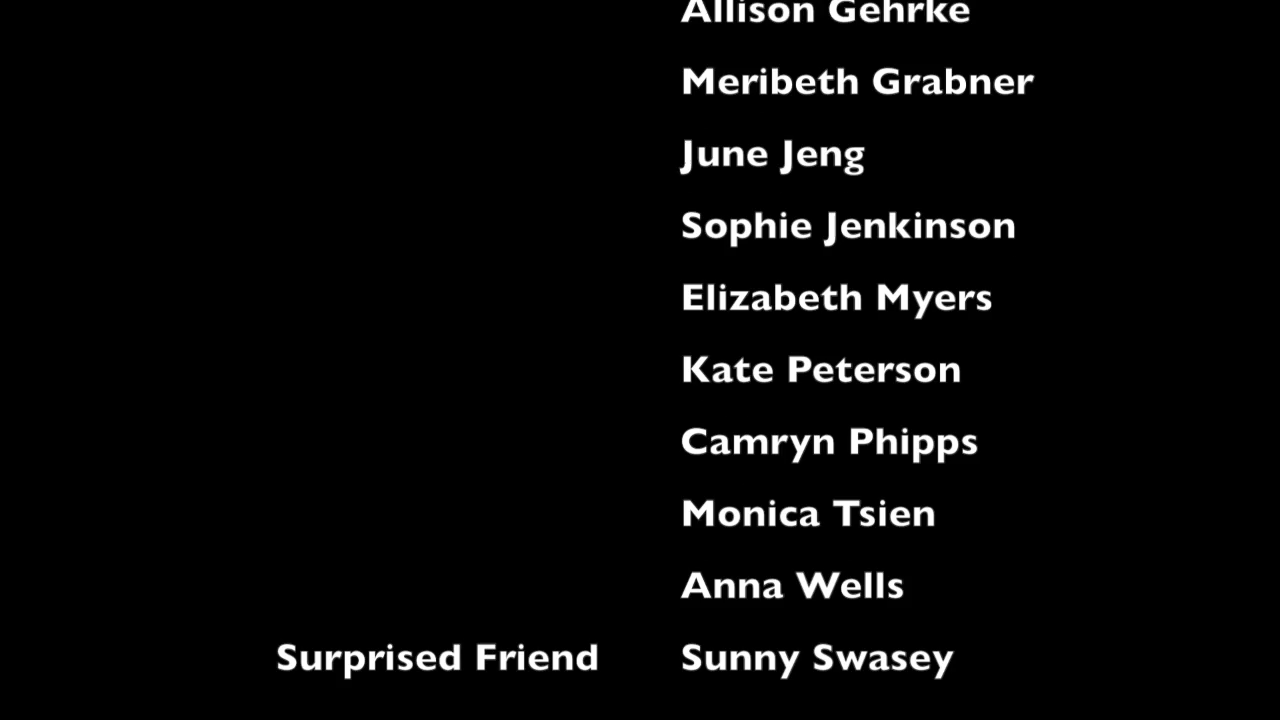 Allison Gehrke
Meribeth Grabner
June Jeng
Sophie Jenkinson
Elizabeth Myers
Kate Peterson
Camryn Phipps
Monica Tsien
Anna Wells
Surprised Friend Sunny Swasey